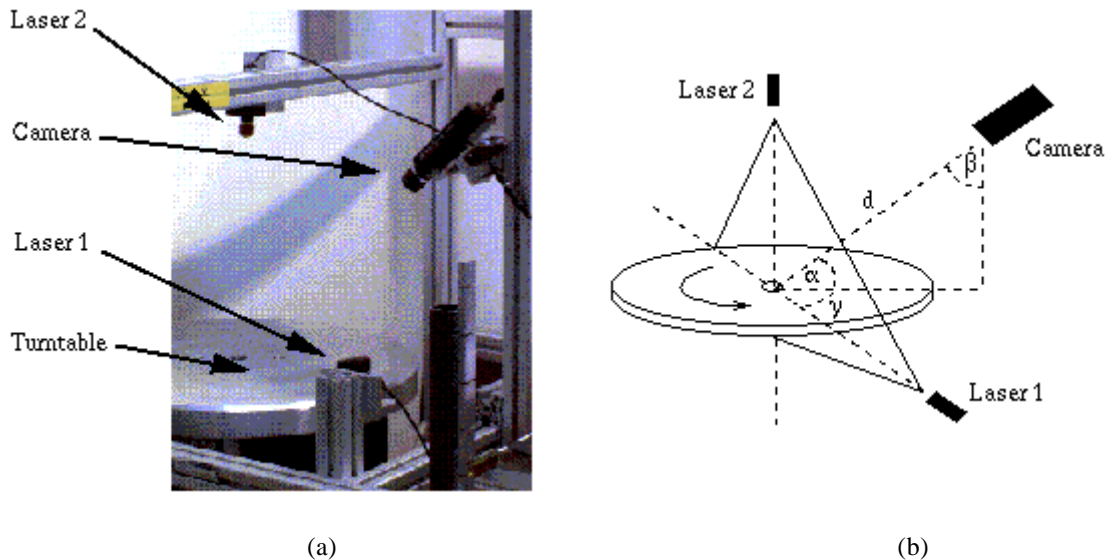 Laser 2
Camera
Laser 1
Turntable
(a)
Laser 2
Camera
β
d
α
γ
Laser 1
(b)